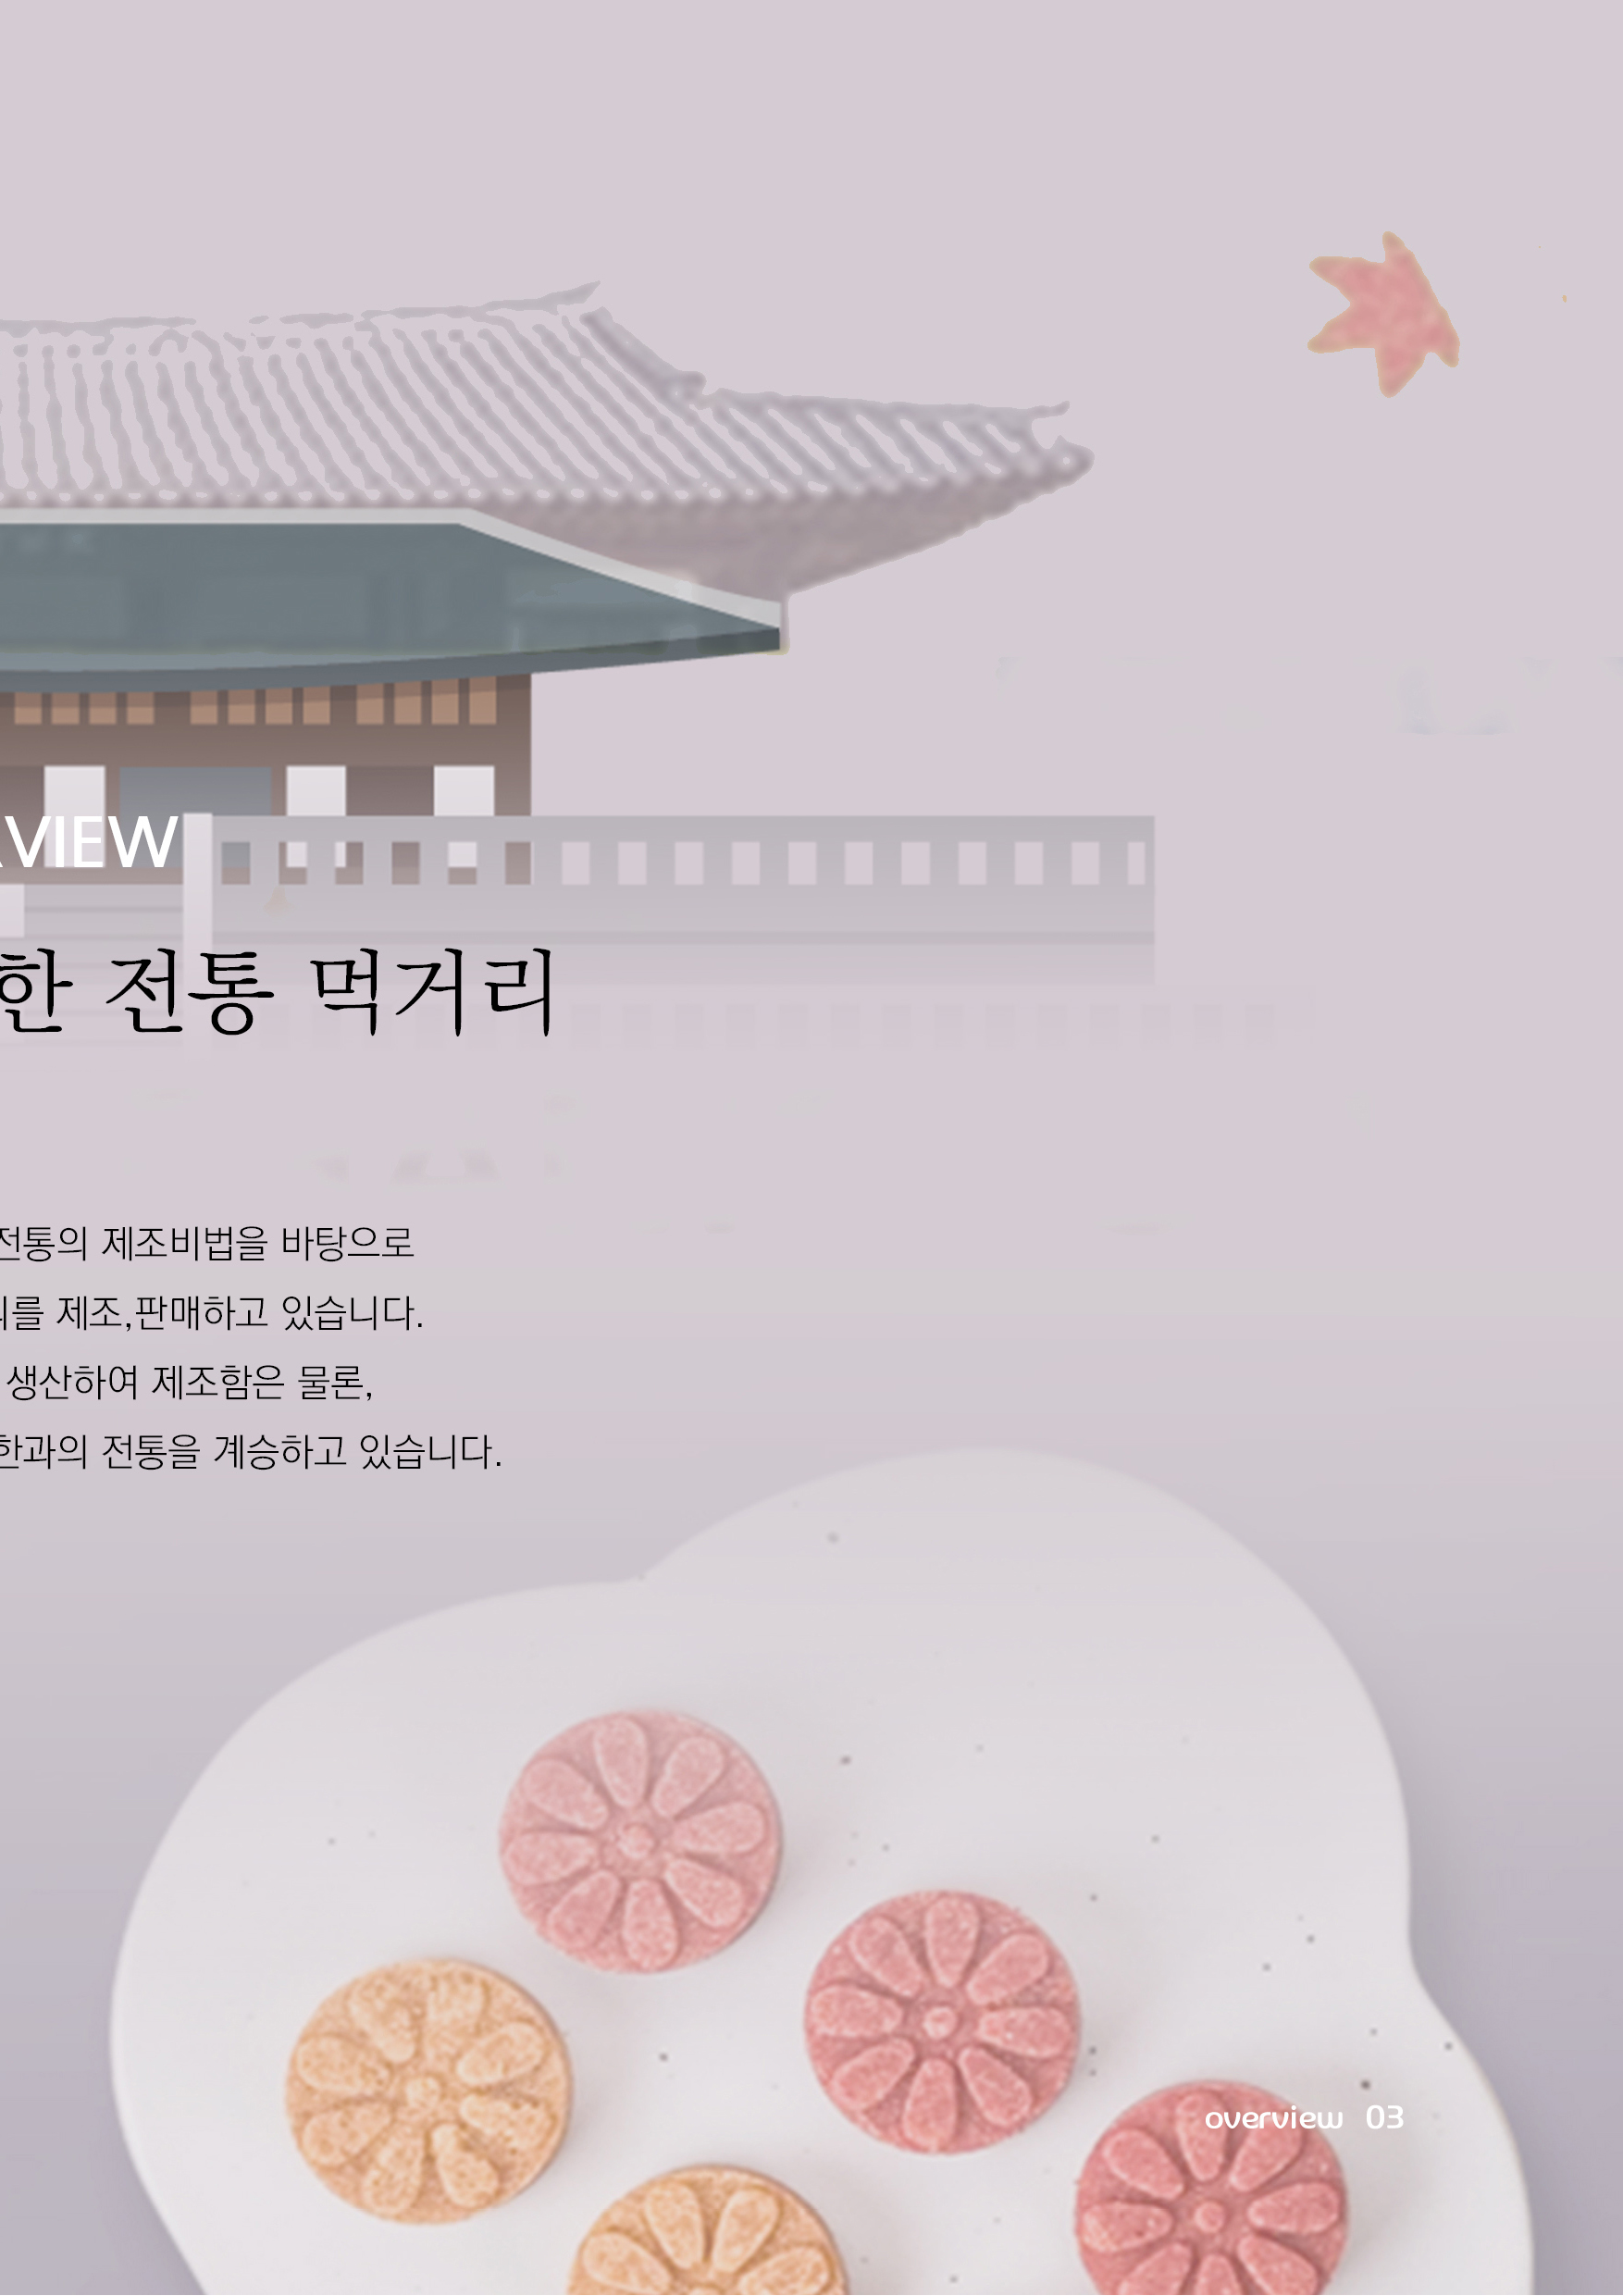 VIEW
한 전통 먹거리
전통의 제조비법을 바탕으로
를 제조,판매하고 있습니다.
생산하여 제조함은 물론,
한과의 전통을 계승하고 있습니다.
overview 03